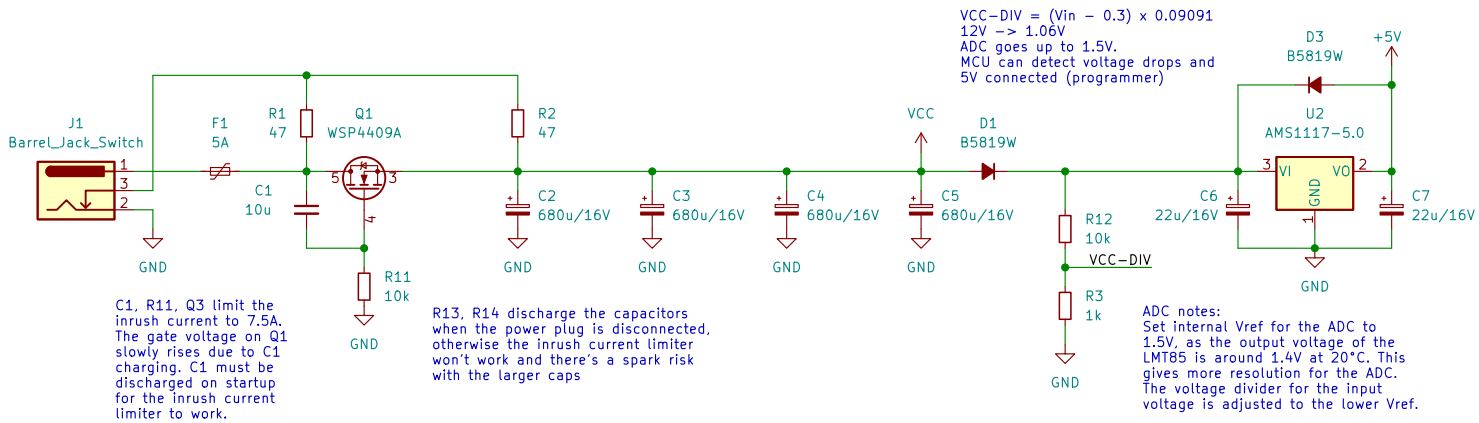 VCC-DIV = (Vin - 0.3) x 0.09091
12V -> 1.06V
ADC goes up to 1.5V.
MCU can detect voltage drops and
5V connected (programmer)
J1
Barrel_Jack_Switch
1
3
2
GND
F1
5A
R1
47
C1
10u
Q1
WSP4409A
5
3
4
R11
10k
GND
R2
47
C2
680u/16V
GND
C3
680u/16V
GND
C4
680u/16V
GND
VCC
C5
680u/16V
GND
D1
B5819W
R12
10k
VCC-DIV
R3
1k
GND
C6
22u/16V
D3
B5819W
U2
AMS1117-5.0
3
VI
VO
2
GND
1
GND
+5V
C7
22u/16V
C1, R11, Q3 limit the
inrush current to 7.5A.
The gate voltage on Q1
slowly rises due to C1
charging. C1 must be
discharged on startup
for the inrush current
limiter to work.
R13, R14 discharge the capacitors
when the power plug is disconnected,
otherwise the inrush current limiter
won't work and there's a spark risk
with the larger caps
ADC notes:
Set internal Vref for the ADC to
1.5V, as the output voltage of the
LMT85 is around 1.4V at 20°C. This
gives more resolution for the ADC.
The voltage divider for the input
voltage is adjusted to the lower Vref.